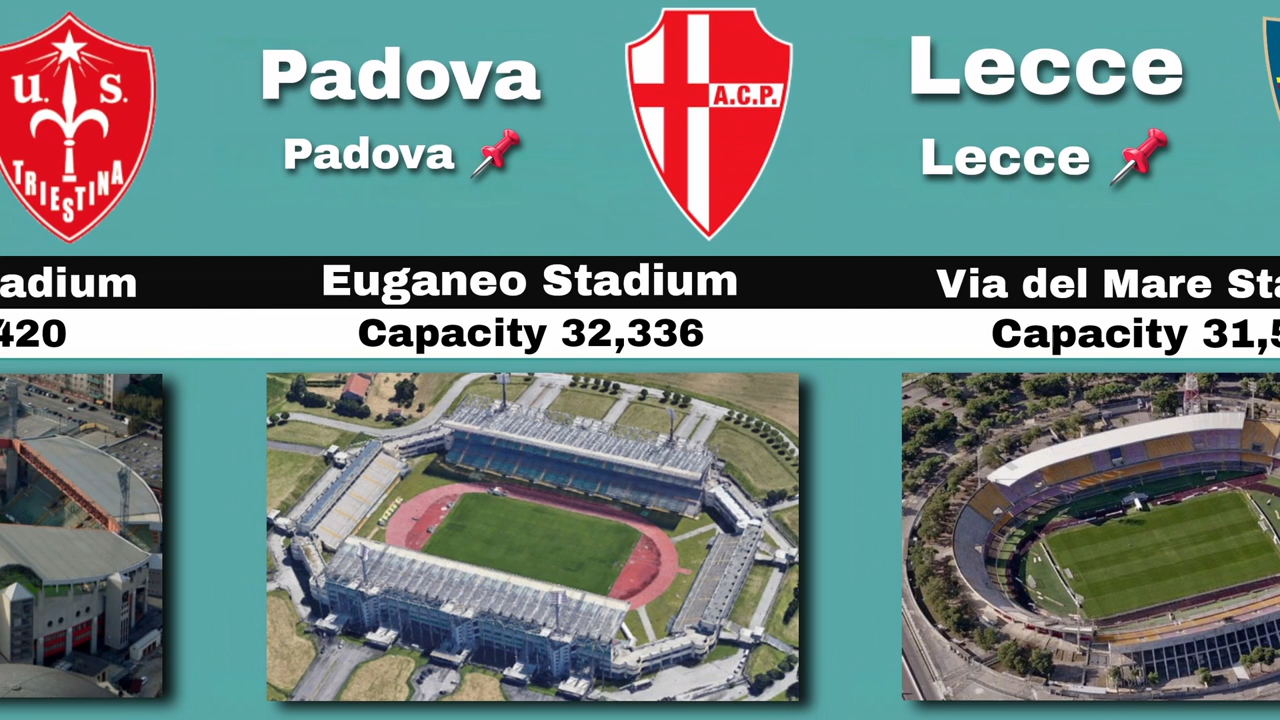 U. S.
TRIESTINA
adium
420
Padova
Padova
A.C.P.
Euganeo Stadium
Capacity 32,336
Lecce
Lecce
Via del Mare Sta
Capacity 31,5